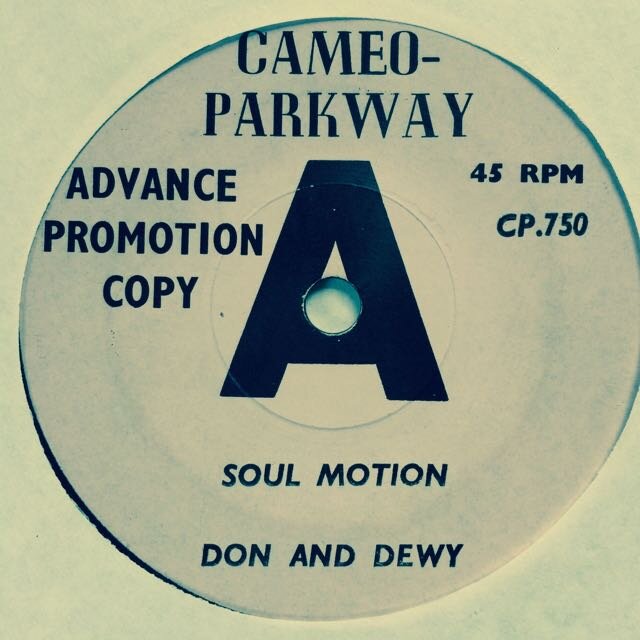 CAMEO-
PARKWAY
ADVANCE
PROMOTION
COPY
45 RPM
CP.750
A
SOUL MOTION
DON AND DEWY